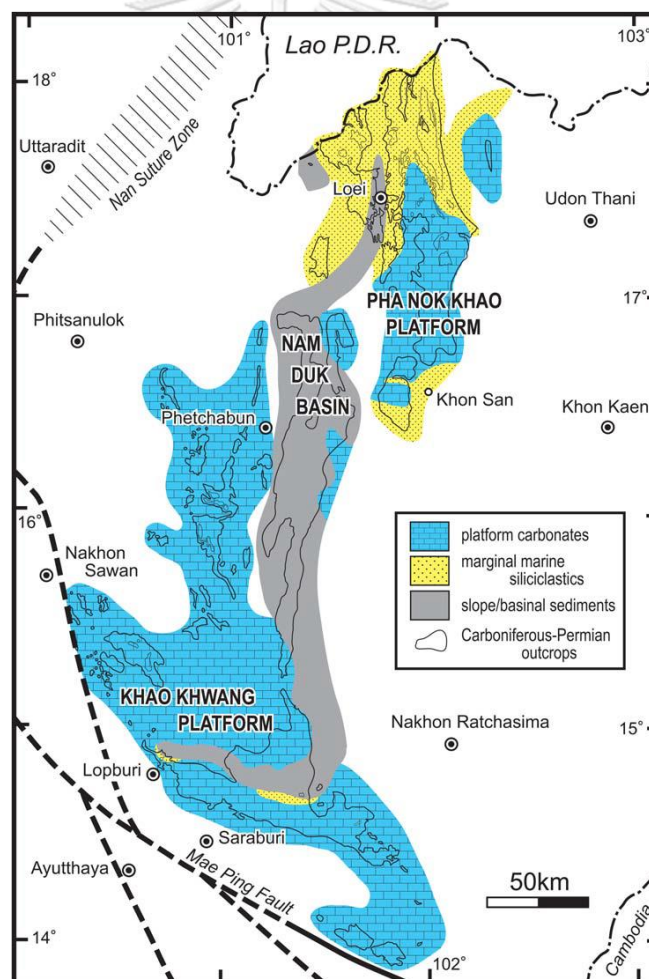 101°
103°
Lao P.D.R.
18°
Uttaradit
Nan Suture Zone
Loei
Udon Thani
17°
PHA NOK KHAO
PLATFORM
Phitsanulok
NAM
DUK
BASIN
Khon San
Phetchabun
Khon Kaen
16°
platform carbonates
marginal marine
siliciclastics
slope/basinal sediments
Carboniferous-Permian
outcrops
Nakhon
Sawan
KHAO KHWANG
PLATFORM
15°
Nakhon Ratchasima
Lopburi
Saraburi
Ayutthaya
Mae Ping Fault
50km
14°
102°
Cambodia